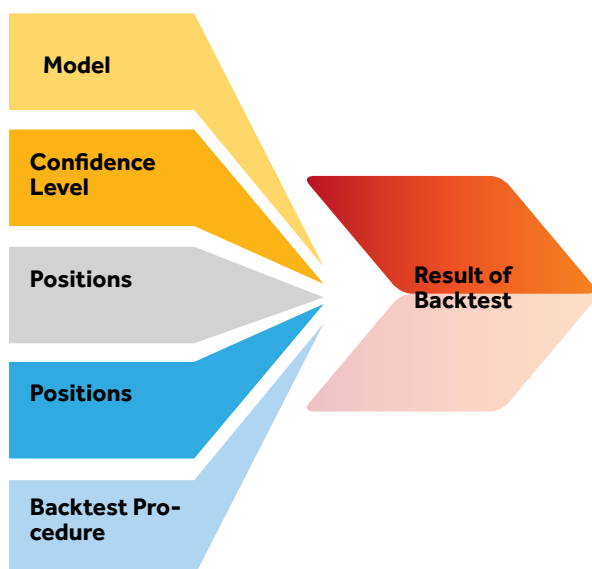 Model
Confidence
Level
Positions
Positions
Backtest Pro-
cedure
Result of
Backtest